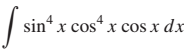 ∫ sin⁴ x cos⁴ x cos x dx